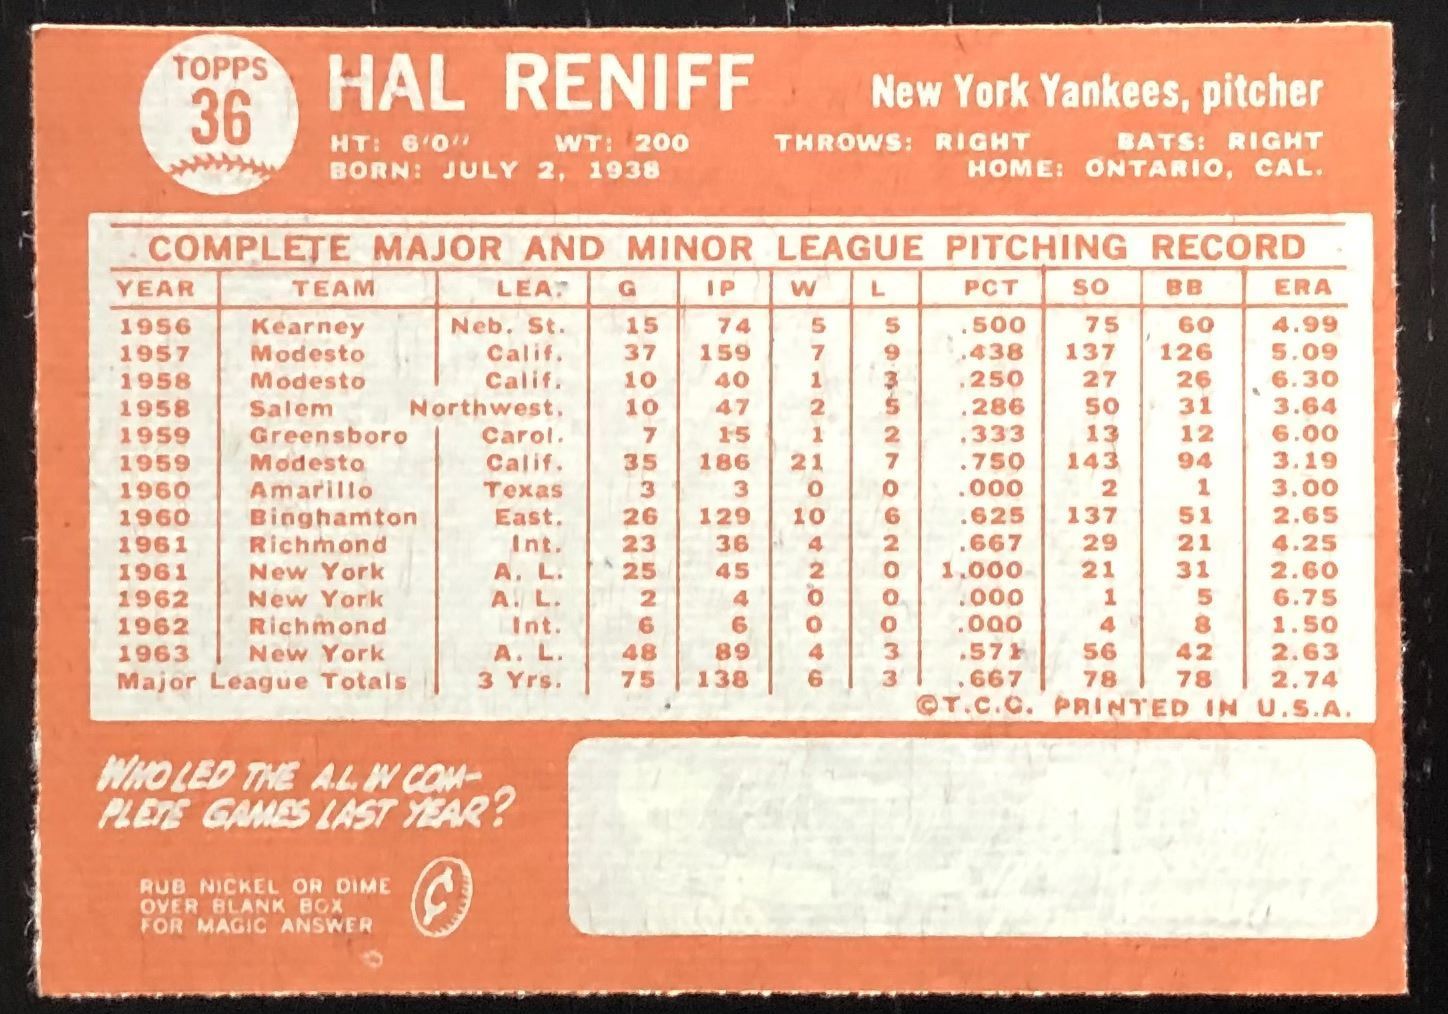 TOPPS
36
HAL RENIFF
New York Yankees, pitcher
HT: 6'0" WT: 200 THROWS: RIGHT BATS: RIGHT
BORN: JULY 2, 1938 HOME: ONTARIO, CAL.
COMPLETE MAJOR AND MINOR LEAGUE PITCHING RECORD
YEAR TEAM LEA. G IP W L PCT SO BB ERA
1956 Kearney Neb. St. 15 74 5 5 .500 75 60 4.99
1957 Modesto Calif. 37 159 7 9 .438 137 126 5.09
1958 Modesto Calif. 10 40 1 3 .250 27 26 6.30
1958 Salem Northwest. 10 47 2 5 .286 50 31 3.64
1959 Greensboro Carol. 7 15 1 2 .333 13 12 6.00
1959 Modesto Calif. 35 186 21 7 .750 143 94 3.19
1960 Amarillo Texas 3 3 0 0 .000 2 1 3.00
1960 Binghamton East. 26 129 10 6 .625 137 51 2.65
1961 Richmond Int. 23 36 4 2 .667 29 21 4.25
1961 New York A. L. 25 45 2 0 1.000 21 31 2.60
1962 New York A. L. 2 4 0 0 .000 1 5 6.75
1962 Richmond Int. 6 6 0 0 .000 4 8 1.50
1963 New York A. L. 48 89 4 3 .571 56 42 2.63
Major League Totals 3 Yrs. 75 138 6 3 .667 78 78 2.74
©T.C.G. PRINTED IN U.S.A.
WHO LED THE A.L. IN COM-
PLETE GAMES LAST YEAR?
RUB NICKEL OR DIME
OVER BLANK BOX
FOR MAGIC ANSWER
¢